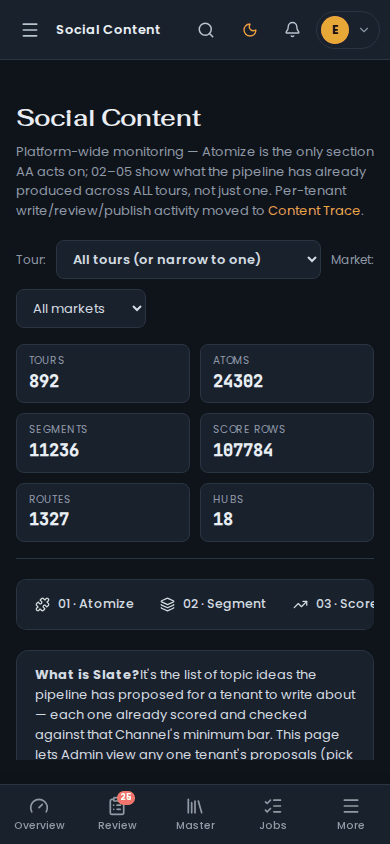 Social Content
E
Social Content
Platform-wide monitoring — Atomize is the only section
AA acts on; 02–05 show what the pipeline has already
produced across ALL tours, not just one. Per-tenant
write/review/publish activity moved to Content Trace.
Tour: All tours (or narrow to one) Market:
All markets
TOURS
892
ATOMS
24302
SEGMENTS
11236
SCORE ROWS
107784
ROUTES
1327
HUBS
18
01 · Atomize 02 · Segment 03 · Score
What is Slate? It's the list of topic ideas the
pipeline has proposed for a tenant to write about
— each one already scored and checked
against that Channel's minimum bar. This page
lets Admin view any one tenant's proposals (pick
26
Overview Review Master Jobs More